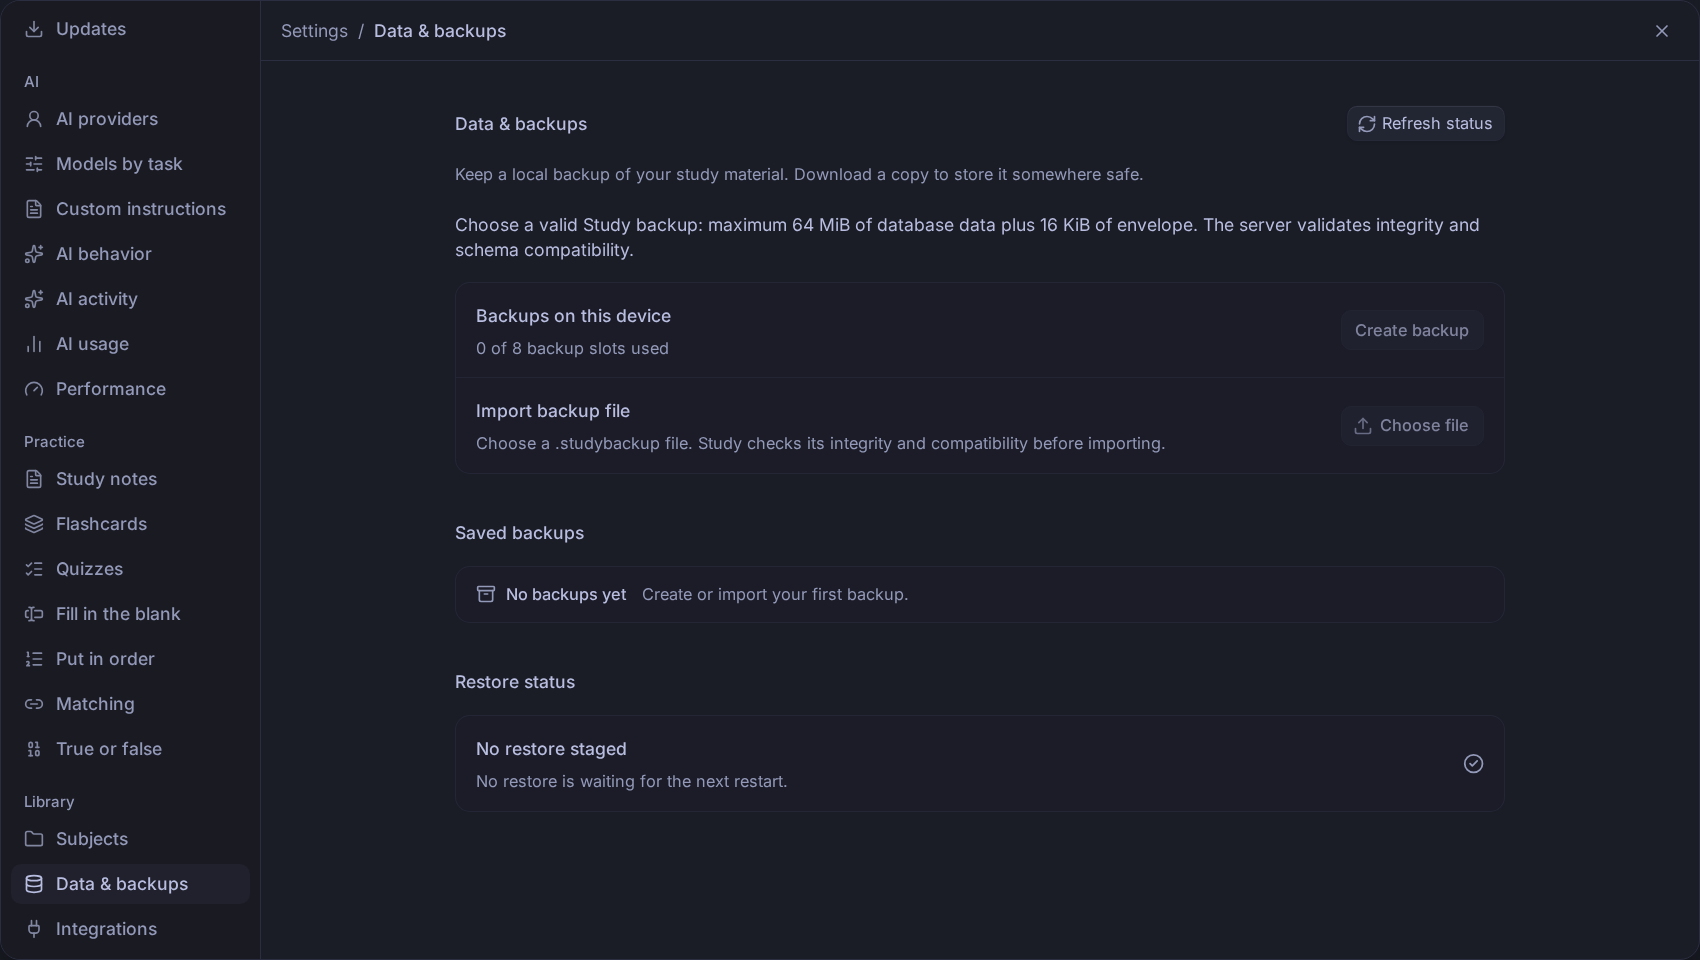 Updates
AI
AI providers
Models by task
Custom instructions
AI behavior
AI activity
AI usage
Performance
Practice
Study notes
Flashcards
Quizzes
Fill in the blank
Put in order
Matching
True or false
Library
Subjects
Data & backups
Integrations
Settings / Data & backups
Data & backups
Refresh status
Keep a local backup of your study material. Download a copy to store it somewhere safe.
Choose a valid Study backup: maximum 64 MiB of database data plus 16 KiB of envelope. The server validates integrity and
schema compatibility.
Backups on this device
0 of 8 backup slots used
Create backup
Import backup file
Choose a .studybackup file. Study checks its integrity and compatibility before importing.
Choose file
Saved backups
No backups yet Create or import your first backup.
Restore status
No restore staged
No restore is waiting for the next restart.